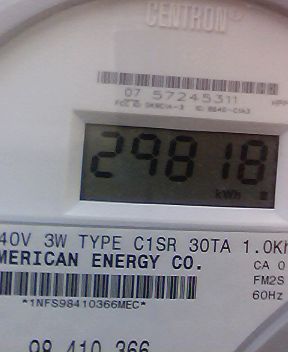 CENTRON®
07 57245311
29818
kWh
40V 3W TYPE C1SR 30TA 1.0Kh
MERICAN ENERGY CO.
CA 0
FM2S
60Hz
*1NFS98410366MEC*
98 410 366